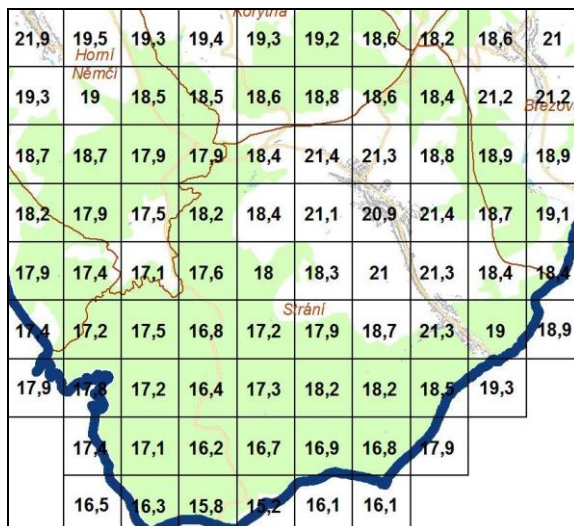 Korytná
21,9 19,5 19,3 19,4 19,3 19,2 18,6 18,2 18,6 21
Horní
Němčí
19,3 19 18,5 18,5 18,6 18,8 18,6 18,4 21,2 21,2
Březov
18,7 18,7 17,9 17,9 18,4 21,4 21,3 18,8 18,9 18,9
18,2 17,9 17,5 18,2 18,4 21,1 20,9 21,4 18,7 19,1
17,9 17,4 17,1 17,6 18 18,3 21 21,3 18,4 18,4
Strání
17,4 17,2 17,5 16,8 17,2 17,9 18,7 21,3 19 18,9
17,9 17,8 17,2 16,4 17,3 18,2 18,2 18,5 19,3
17,4 17,1 16,2 16,7 16,9 16,8 17,9
16,5 16,3 15,8 15,2 16,1 16,1